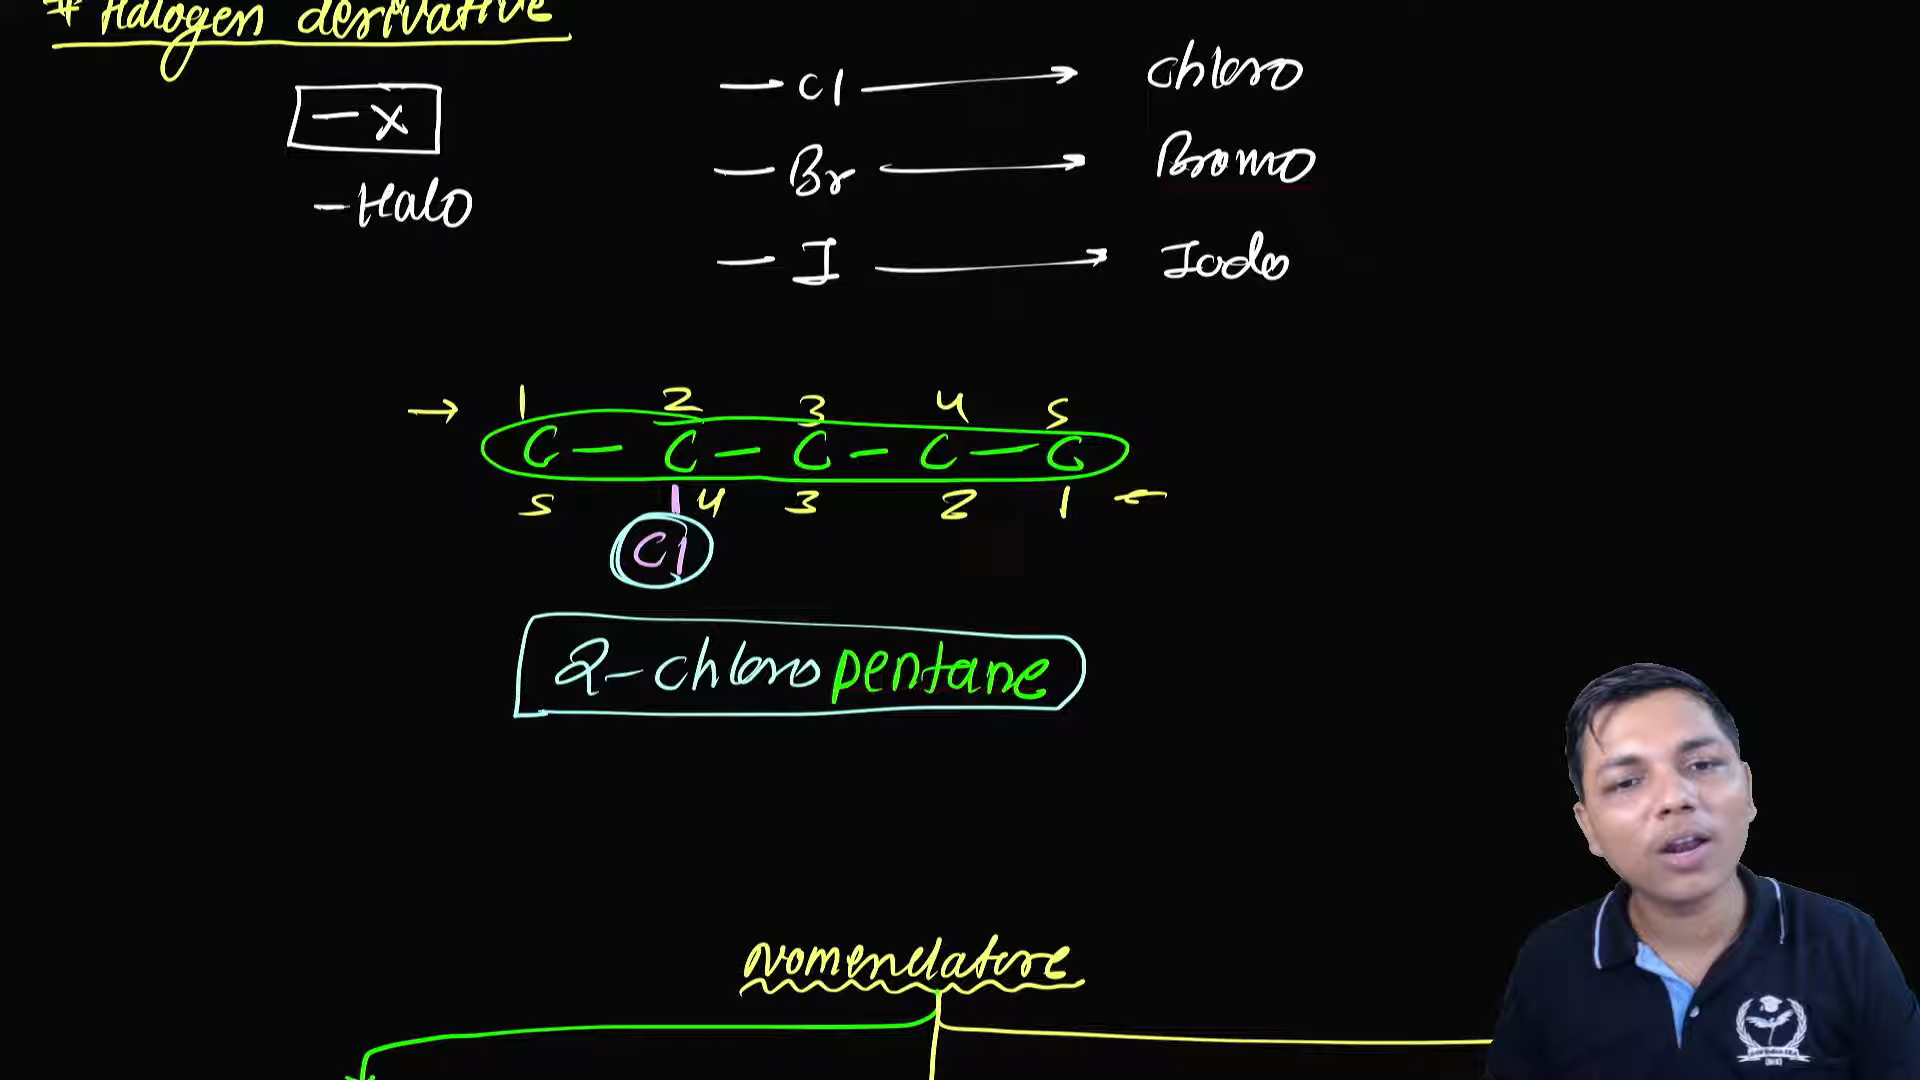 # Halogen derivative
– X
– Halo
– Cl → chloro
– Br → Bromo
– I → Iodo
→ 1 2 3 4 5
C – C – C – C – C
5 4 3 2 1 ←
Cl
2-chloropentane
nomenclature